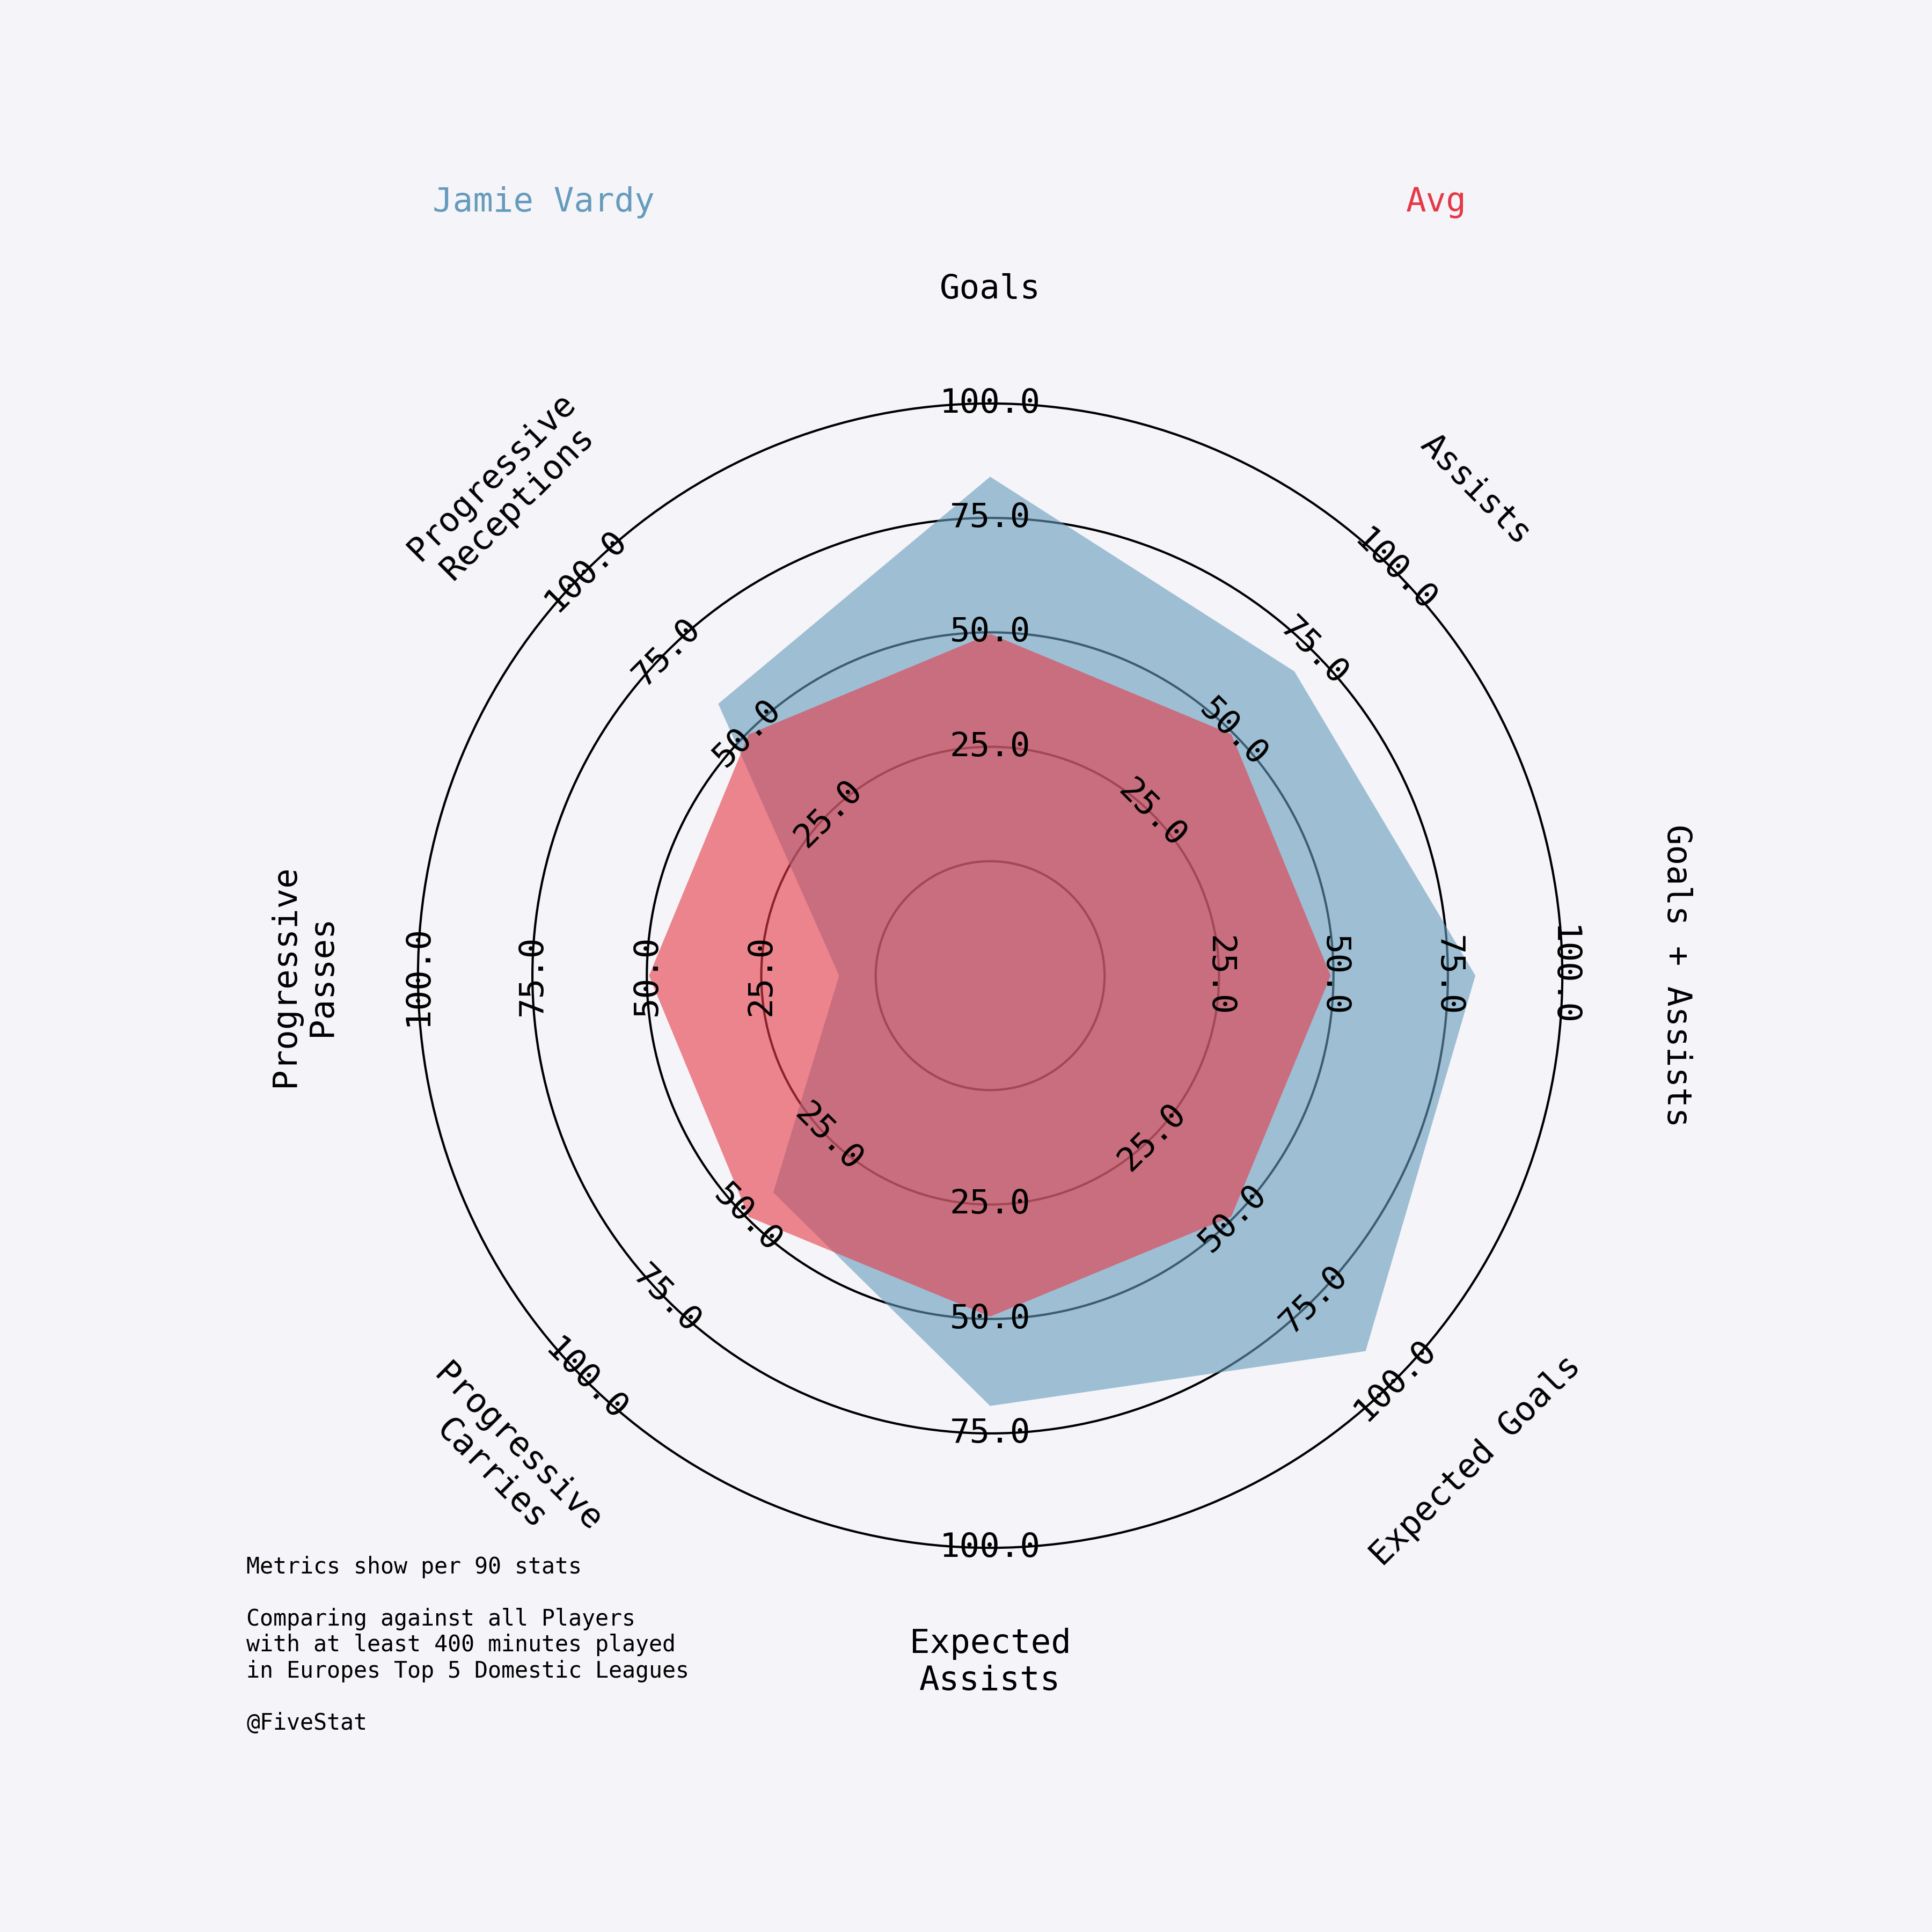 Jamie Vardy
Avg
Goals
Assists
Goals + Assists
Expected Goals
Expected
Assists
Progressive
Carries
Progressive
Passes
Progressive
Receptions
25.0
50.0
75.0
100.0
25.0
50.0
75.0
100.0
25.0
50.0
75.0
100.0
25.0
50.0
75.0
100.0
25.0
50.0
75.0
100.0
25.0
50.0
75.0
100.0
25.0
50.0
75.0
100.0
25.0
50.0
75.0
100.0
Metrics show per 90 stats
Comparing against all Players
with at least 400 minutes played
in Europes Top 5 Domestic Leagues
@FiveStat